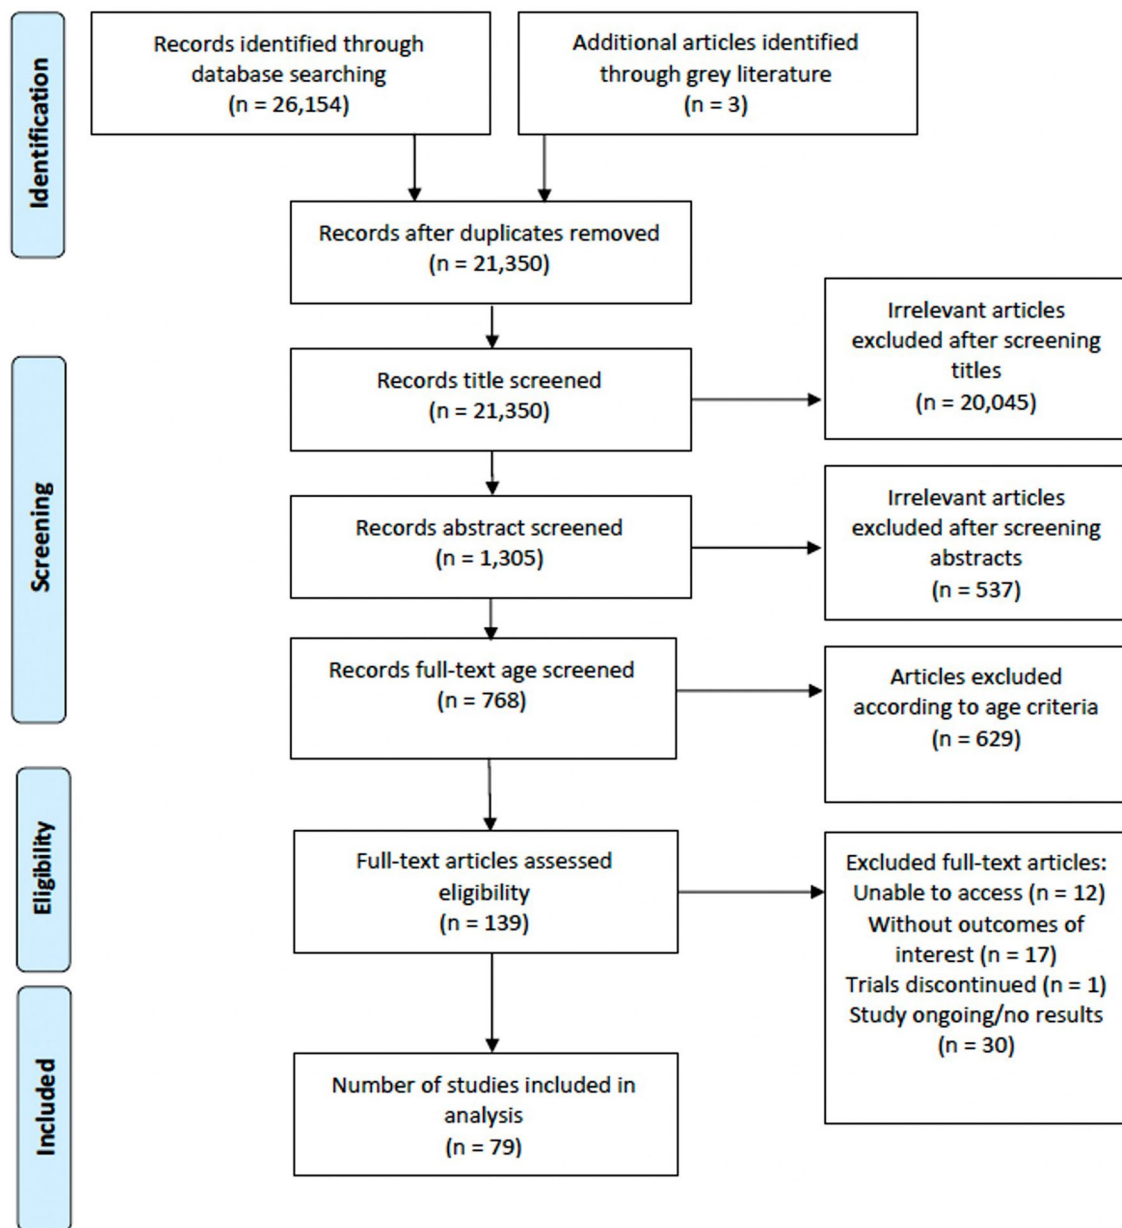 Identification
Records identified through
database searching
(n = 26,154)
Additional articles identified
through grey literature
(n = 3)
Records after duplicates removed
(n = 21,350)
Screening
Records title screened
(n = 21,350)
Irrelevant articles
excluded after screening
titles
(n = 20,045)
Records abstract screened
(n = 1,305)
Irrelevant articles
excluded after screening
abstracts
(n = 537)
Records full-text age screened
(n = 768)
Articles excluded
according to age criteria
(n = 629)
Eligibility
Full-text articles assessed
eligibility
(n = 139)
Excluded full-text articles:
Unable to access (n = 12)
Without outcomes of
interest (n = 17)
Trials discontinued (n = 1)
Study ongoing/no results
(n = 30)
Included
Number of studies included in
analysis
(n = 79)